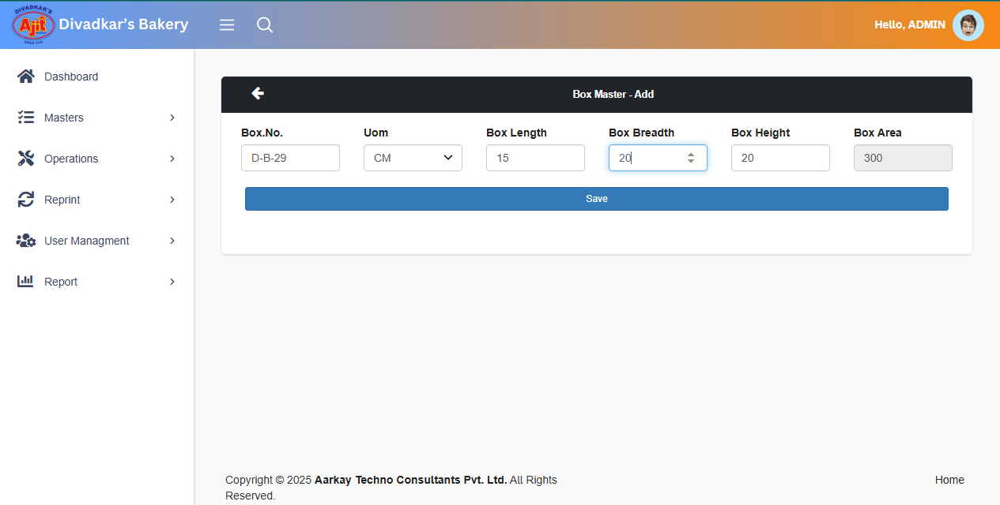 DIVADKAR'S
Ajit
SINCE 1938
Divadkar's Bakery
Hello, ADMIN
Dashboard
Masters
Operations
Reprint
User Managment
Report
Box Master - Add
Box.No. Uom Box Length Box Breadth Box Height Box Area
D-B-29 CM 15 20 20 300
Save
Copyright © 2025 Aarkay Techno Consultants Pvt. Ltd. All Rights
Reserved.
Home